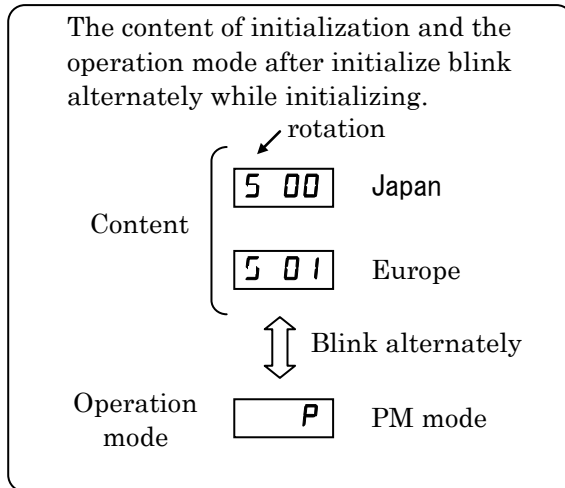 The content of initialization and the
operation mode after initialize blink
alternately while initializing.
rotation
5 00 Japan
Content
5 01 Europe
Blink alternately
Operation
mode
P PM mode